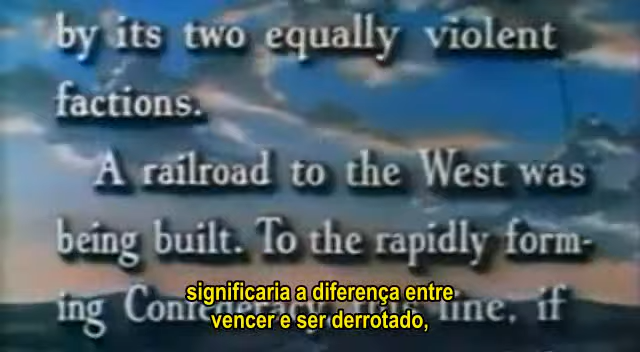 by its two equally violent
factions.
A railroad to the West was
being built. To the rapidly form-
ing line, if
significaria a diferença entre
vencer e ser derrotado,